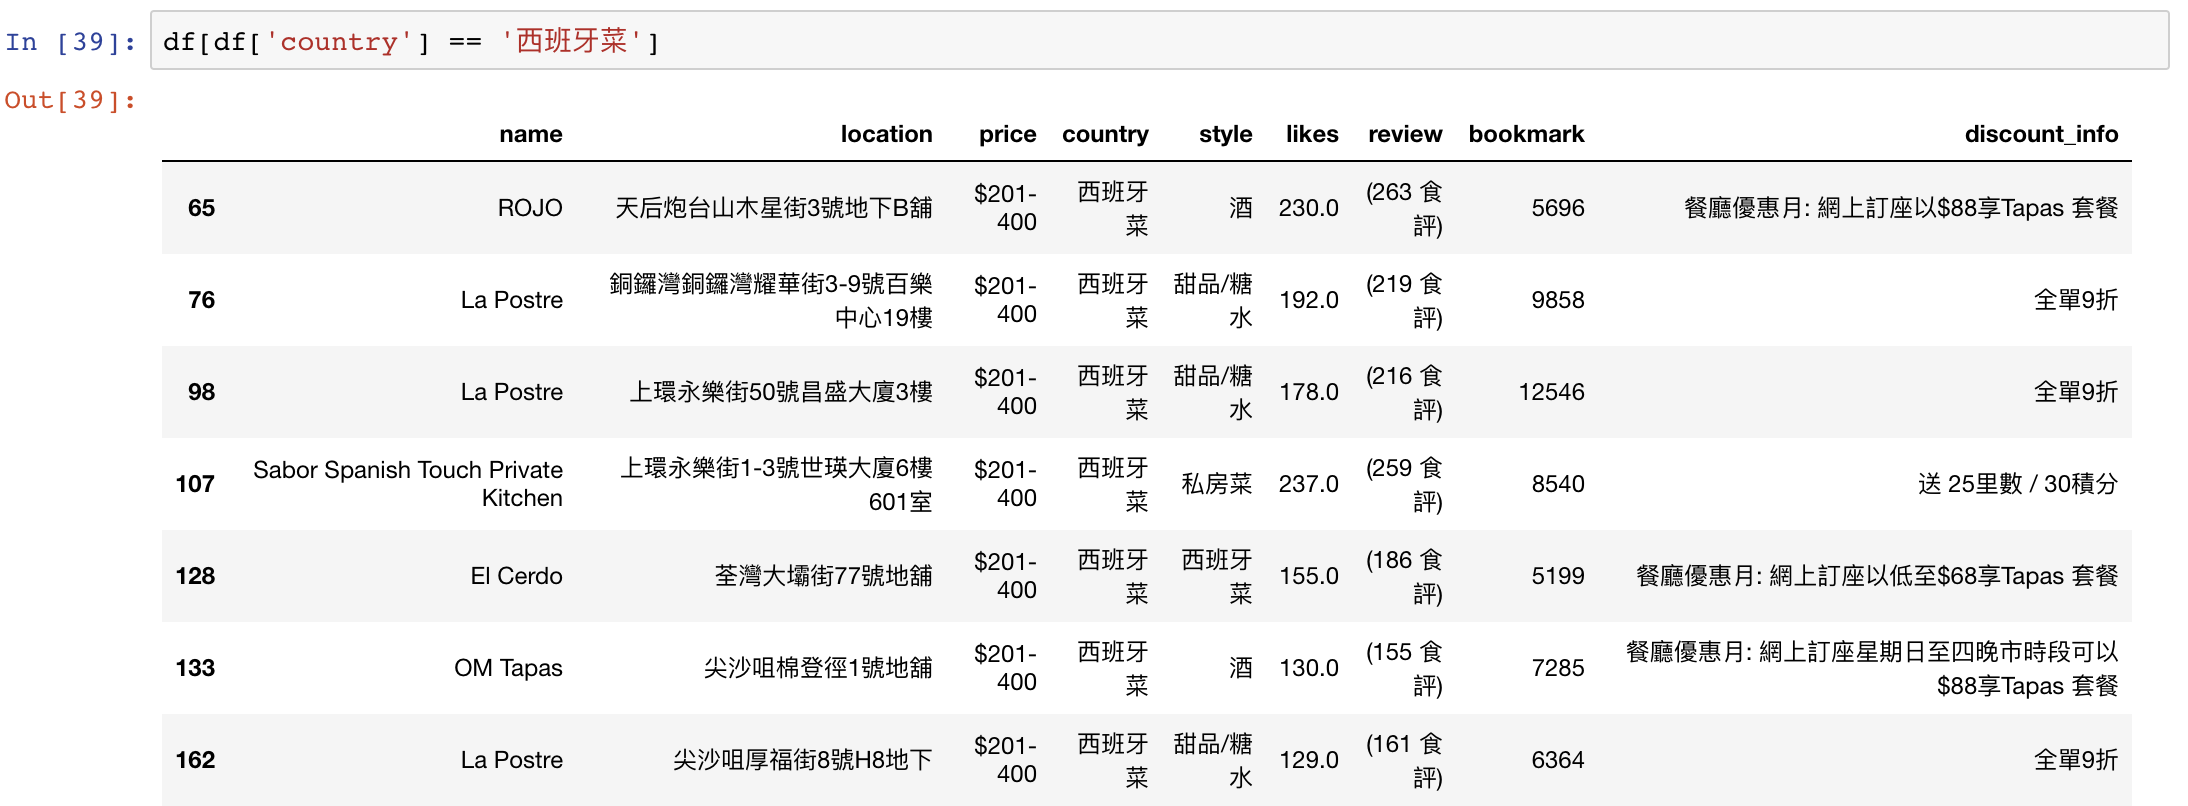 In [39]: df[df['country'] == '西班牙菜']
Out[39]:
name location price country style likes review bookmark discount_info
65 ROJO 天后炮台山木星街3號地下B舖 $201-400 西班牙菜 酒 230.0 (263 食評) 5696 餐廳優惠月: 網上訂座以$88享Tapas 套餐
76 La Postre 銅鑼灣銅鑼灣耀華街3-9號百樂中心19樓 $201-400 西班牙菜 甜品/糖水 192.0 (219 食評) 9858 全單9折
98 La Postre 上環永樂街50號昌盛大廈3樓 $201-400 西班牙菜 甜品/糖水 178.0 (216 食評) 12546 全單9折
107 Sabor Spanish Touch Private Kitchen 上環永樂街1-3號世瑛大廈6樓601室 $201-400 西班牙菜 私房菜 237.0 (259 食評) 8540 送 25里數 / 30積分
128 El Cerdo 荃灣大壩街77號地舖 $201-400 西班牙菜 西班牙菜 155.0 (186 食評) 5199 餐廳優惠月: 網上訂座以低至$68享Tapas 套餐
133 OM Tapas 尖沙咀棉登徑1號地舖 $201-400 西班牙菜 酒 130.0 (155 食評) 7285 餐廳優惠月: 網上訂座星期日至四晚市時段可以$88享Tapas 套餐
162 La Postre 尖沙咀厚福街8號H8地下 $201-400 西班牙菜 甜品/糖水 129.0 (161 食評) 6364 全單9折